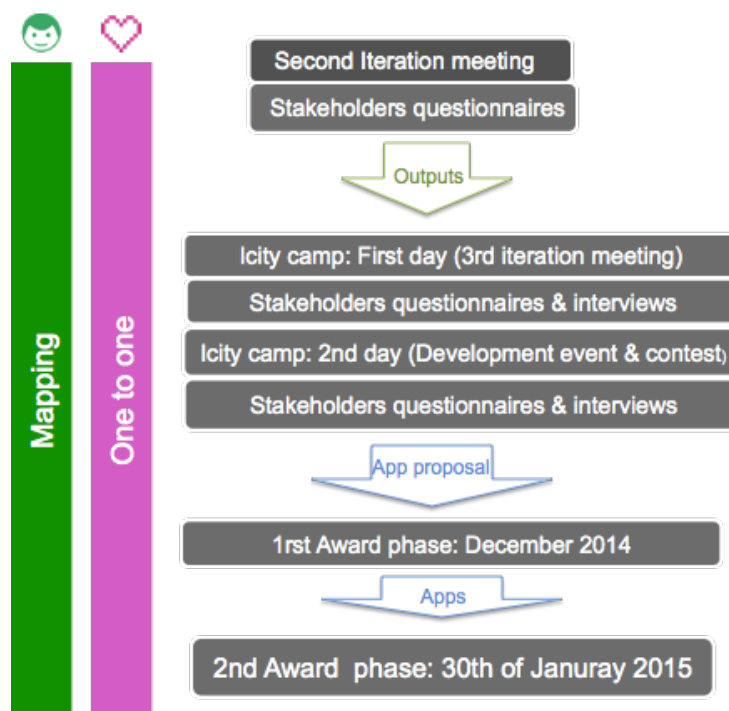 Second Iteration meeting
Stakeholders questionnaires
Outputs
Icity camp: First day (3rd iteration meeting)
Stakeholders questionnaires & interviews
Icity camp: 2nd day (Development event & contest)
Stakeholders questionnaires & interviews
App proposal
1rst Award phase: December 2014
Apps
2nd Award phase: 30th of Januray 2015
Mapping
One to one